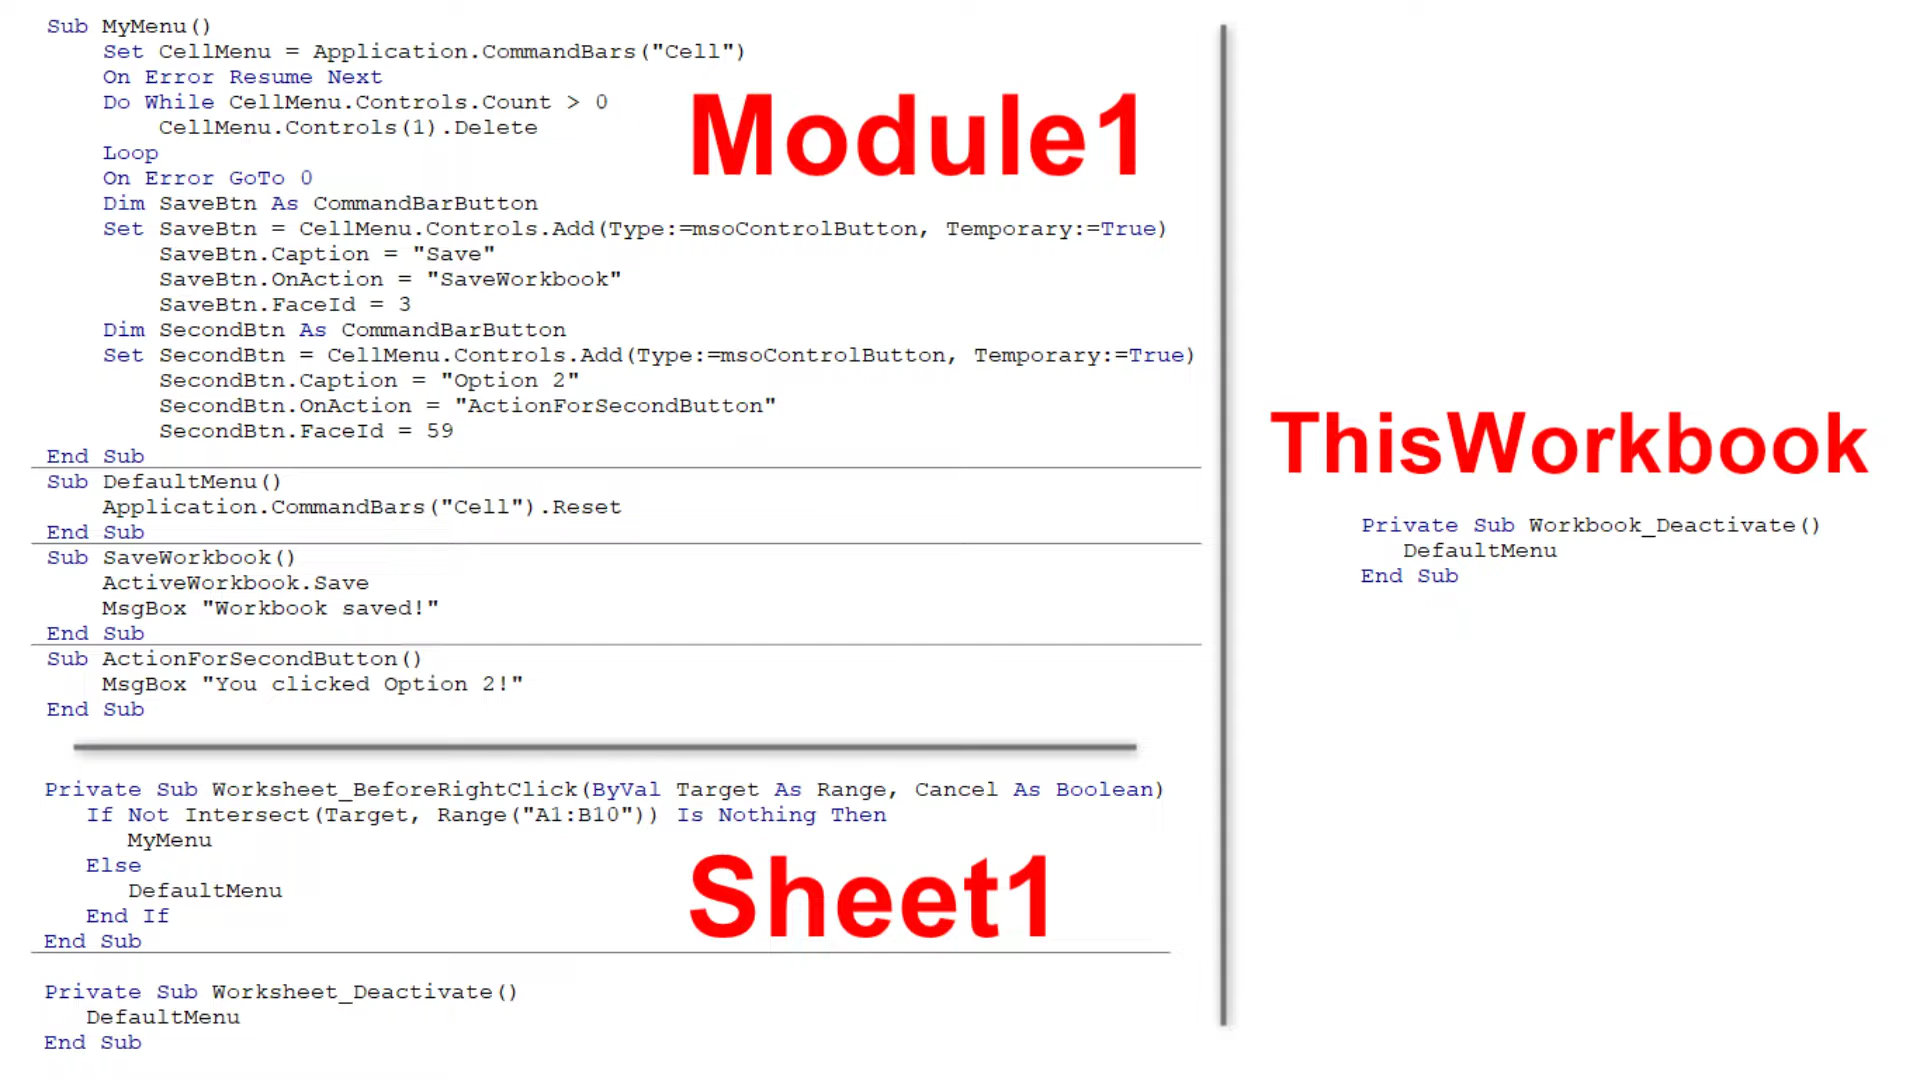 Sub MyMenu()
Set CellMenu = Application.CommandBars("Cell")
On Error Resume Next
Do While CellMenu.Controls.Count > 0
CellMenu.Controls(1).Delete
Loop
On Error GoTo 0
Dim SaveBtn As CommandBarButton
Set SaveBtn = CellMenu.Controls.Add(Type:=msoControlButton, Temporary:=True)
SaveBtn.Caption = "Save"
SaveBtn.OnAction = "SaveWorkbook"
SaveBtn.FaceId = 3
Dim SecondBtn As CommandBarButton
Set SecondBtn = CellMenu.Controls.Add(Type:=msoControlButton, Temporary:=True)
SecondBtn.Caption = "Option 2"
SecondBtn.OnAction = "ActionForSecondButton"
SecondBtn.FaceId = 59
End Sub
Sub DefaultMenu()
Application.CommandBars("Cell").Reset
End Sub
Sub SaveWorkbook()
ActiveWorkbook.Save
MsgBox "Workbook saved!"
End Sub
Sub ActionForSecondButton()
MsgBox "You clicked Option 2!"
End Sub
Module1
Private Sub Worksheet_BeforeRightClick(ByVal Target As Range, Cancel As Boolean)
If Not Intersect(Target, Range("A1:B10")) Is Nothing Then
MyMenu
Else
DefaultMenu
End If
End Sub
Private Sub Worksheet_Deactivate()
DefaultMenu
End Sub
Sheet1
ThisWorkbook
Private Sub Workbook_Deactivate()
DefaultMenu
End Sub